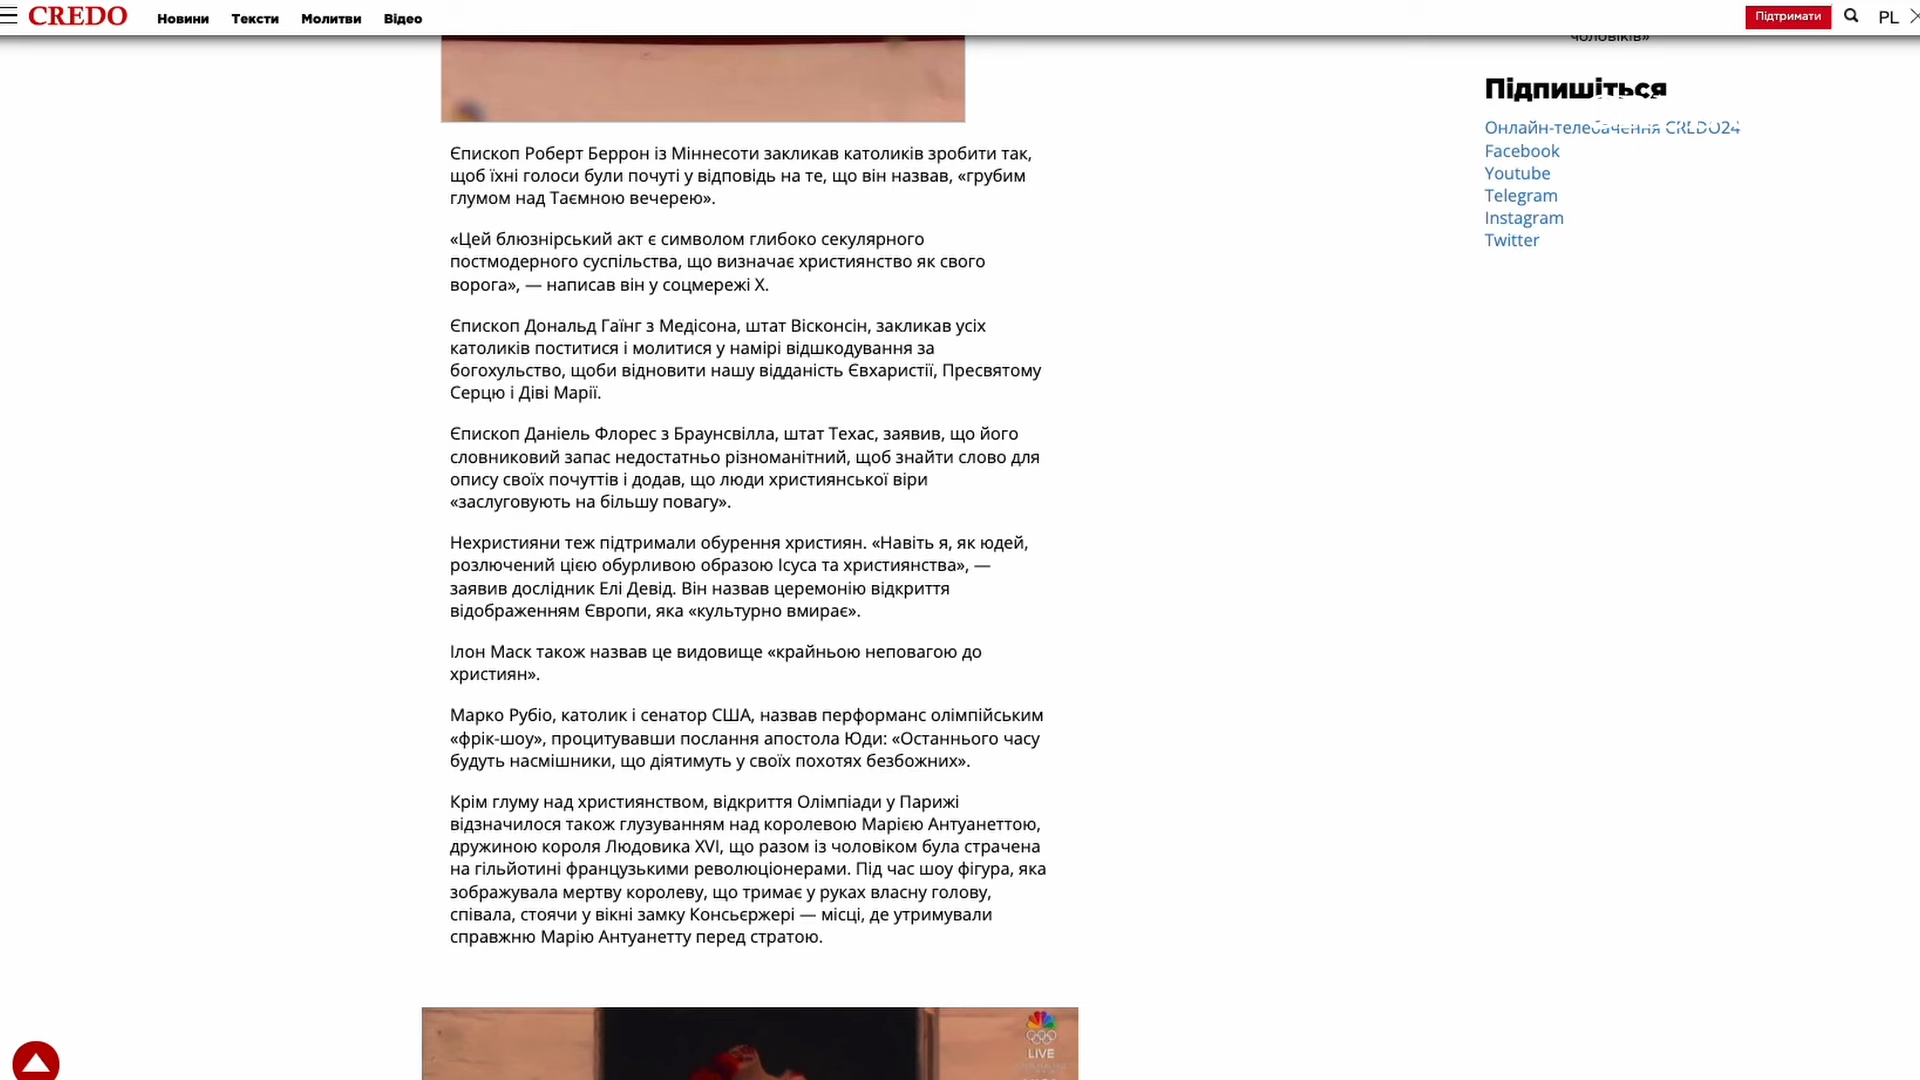 CREDO
Новини Тексти Молитви Відео
Підтримати
PL
чоловіків»
Підпишіться
Онлайн-телебачення CREDO24
Facebook
Youtube
Telegram
Instagram
Twitter
Єпископ Роберт Беррон із Міннесоти закликав католиків зробити так,
щоб їхні голоси були почуті у відповідь на те, що він назвав, «грубим
глумом над Таємною вечерею».
«Цей блюзнірський акт є символом глибоко секулярного
постмодерного суспільства, що визначає християнство як свого
ворога», — написав він у соцмережі X.
Єпископ Дональд Гаїнг з Медісона, штат Вісконсін, закликав усіх
католиків поститися і молитися у намірі відшкодування за
богохульство, щоби відновити нашу відданість Євхаристії, Пресвятому
Серцю і Діві Марії.
Єпископ Даніель Флорес з Браунсвілла, штат Техас, заявив, що його
словниковий запас недостатньо різноманітний, щоб знайти слово для
опису своїх почуттів і додав, що люди християнської віри
«заслуговують на більшу повагу».
Нехристияни теж підтримали обурення християн. «Навіть я, як юдей,
розлючений цією обурливою образою Ісуса та християнства», —
заявив дослідник Елі Девід. Він назвав церемонію відкриття
відображенням Європи, яка «культурно вмирає».
Ілон Маск також назвав це видовище «крайньою неповагою до
християн».
Марко Рубіо, католик і сенатор США, назвав перформанс олімпійським
«фрік-шоу», процитувавши послання апостола Юди: «Останнього часу
будуть насмішники, що діятимуть у своїх похотях безбожних».
Крім глуму над християнством, відкриття Олімпіади у Парижі
відзначилося також глузуванням над королевою Марією Антуанеттою,
дружиною короля Людовика XVI, що разом із чоловіком була страчена
на гільйотині французькими революціонерами. Під час шоу фігура, яка
зображувала мертву королеву, що тримає у руках власну голову,
співала, стоячи у вікні замку Консьєржері — місці, де утримували
справжню Марію Антуанетту перед стратою.
LIVE